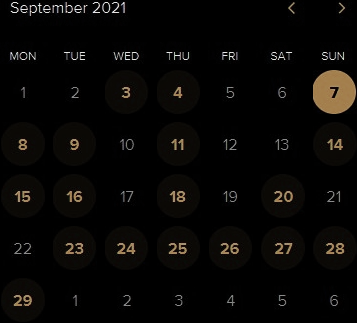 September 2021
MON TUE WED THU FRI SAT SUN
1 2 3 4 5 6 7
8 9 10 11 12 13 14
15 16 17 18 19 20 21
22 23 24 25 26 27 28
29 1 2 3 4 5 6